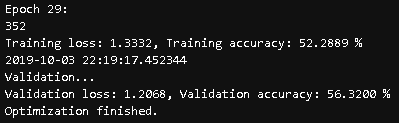 Epoch 29:
352
Training loss: 1.3332, Training accuracy: 52.2889 %
2019-10-03 22:19:17.452344
Validation...
Validation loss: 1.2068, Validation accuracy: 56.3200 %
Optimization finished.